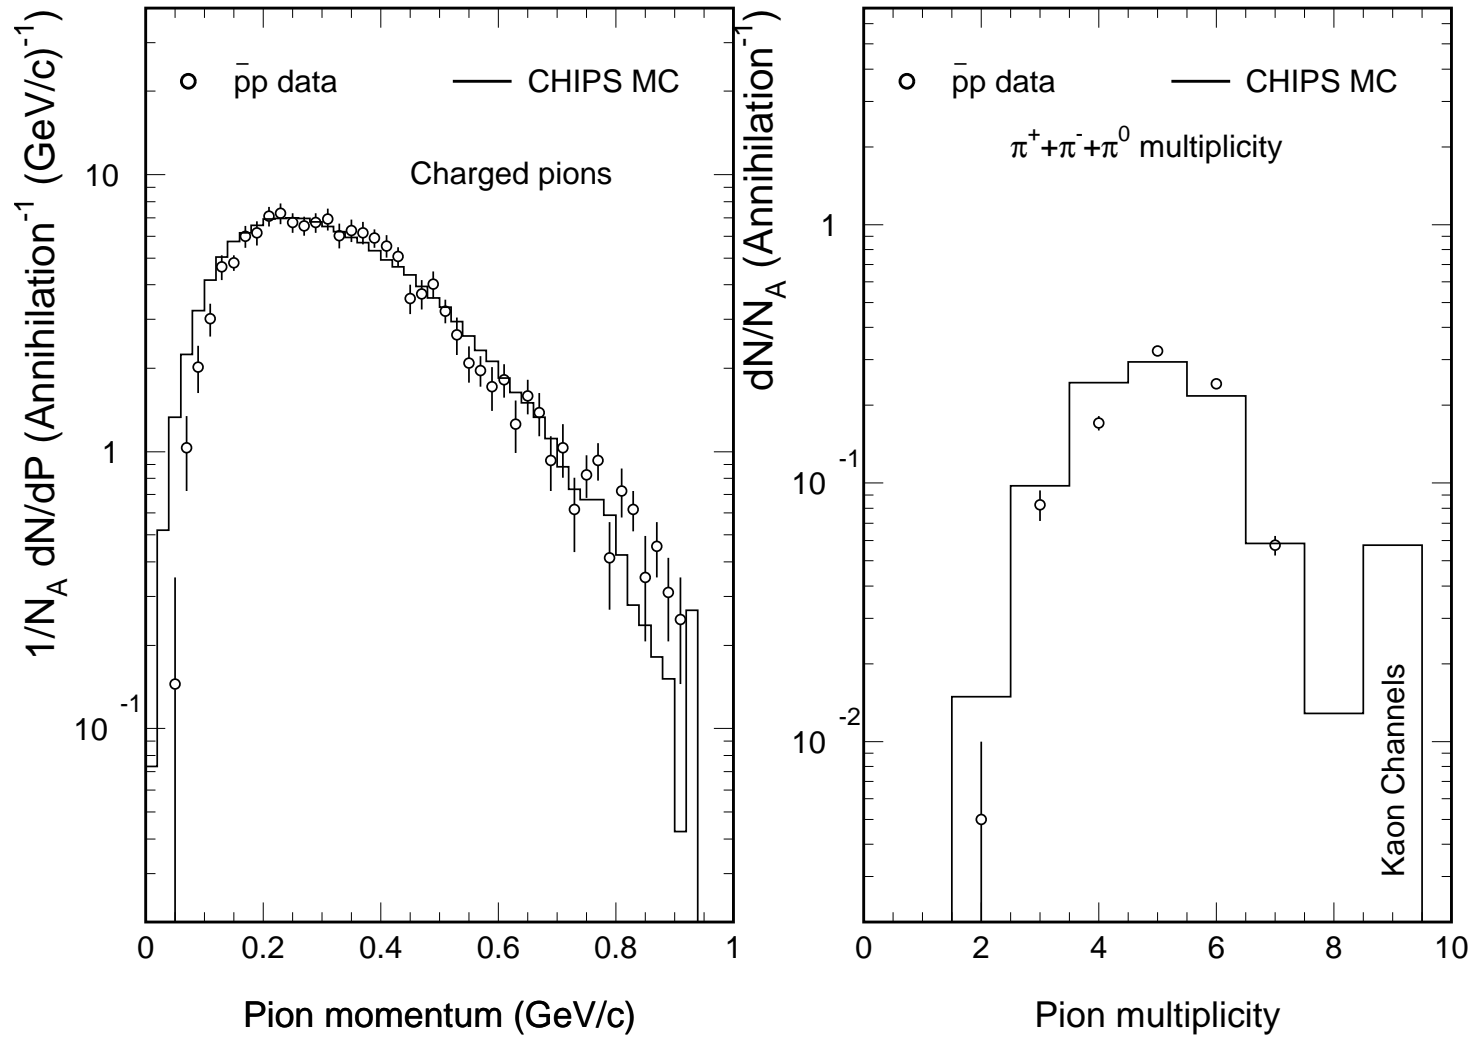 1/N_A dN/dP (Annihilation^-1 (GeV/c)^-1)
p̄p data
CHIPS MC
Charged pions
10
1
10^-1
0
0.2
0.4
0.6
0.8
1
Pion momentum (GeV/c)
dN/N_A (Annihilation^-1)
p̄p data
CHIPS MC
π^+ + π^- + π^0 multiplicity
1
10^-1
10^-2
Kaon Channels
0
2
4
6
8
10
Pion multiplicity